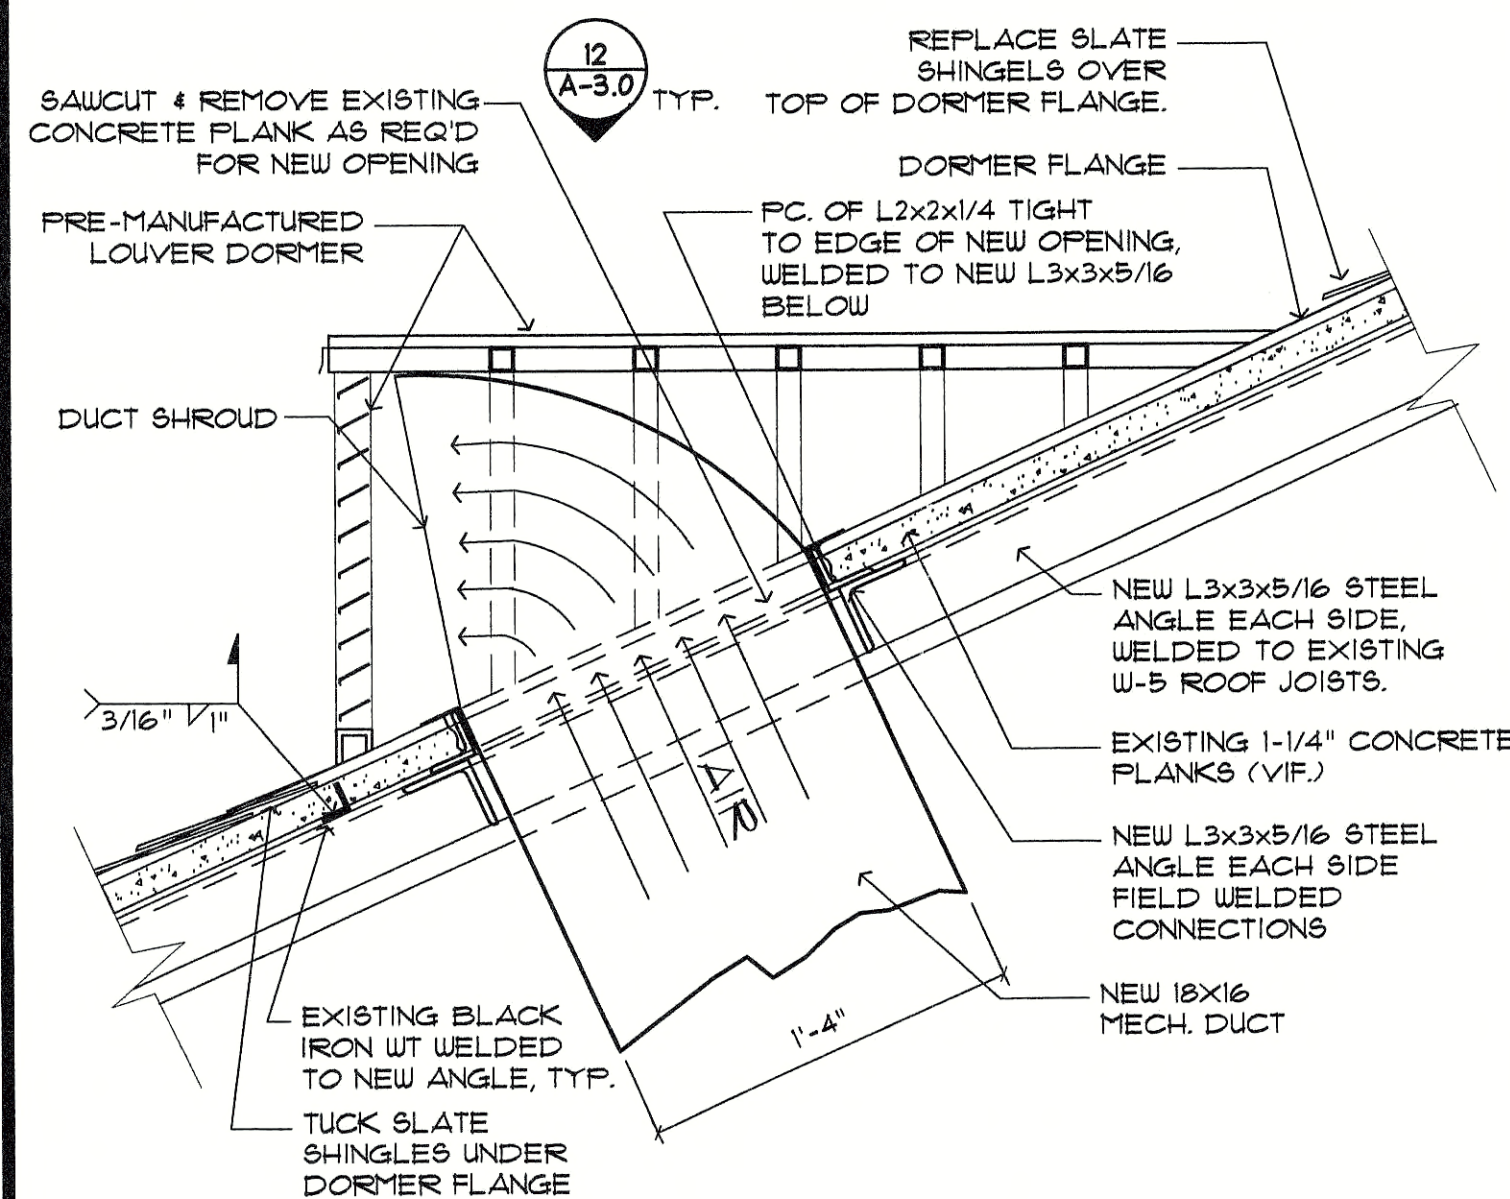 12
A-3.0
TYP.
SAWCUT & REMOVE EXISTING
CONCRETE PLANK AS REQ'D
FOR NEW OPENING
PRE-MANUFACTURED
LOUVER DORMER
DUCT SHROUD
REPLACE SLATE
SHINGELS OVER
TOP OF DORMER FLANGE.
DORMER FLANGE
PC. OF L2x2x1/4 TIGHT
TO EDGE OF NEW OPENING,
WELDED TO NEW L3x3x5/16
BELOW
NEW L3x3x5/16 STEEL
ANGLE EACH SIDE,
WELDED TO EXISTING
W-5 ROOF JOISTS.
EXISTING 1-1/4" CONCRETE
PLANKS (VIF.)
NEW L3x3x5/16 STEEL
ANGLE EACH SIDE
FIELD WELDED
CONNECTIONS
NEW 18X16
MECH. DUCT
3/16" 1"
AIR
1'-4"
EXISTING BLACK
IRON WT WELDED
TO NEW ANGLE, TYP.
TUCK SLATE
SHINGLES UNDER
DORMER FLANGE